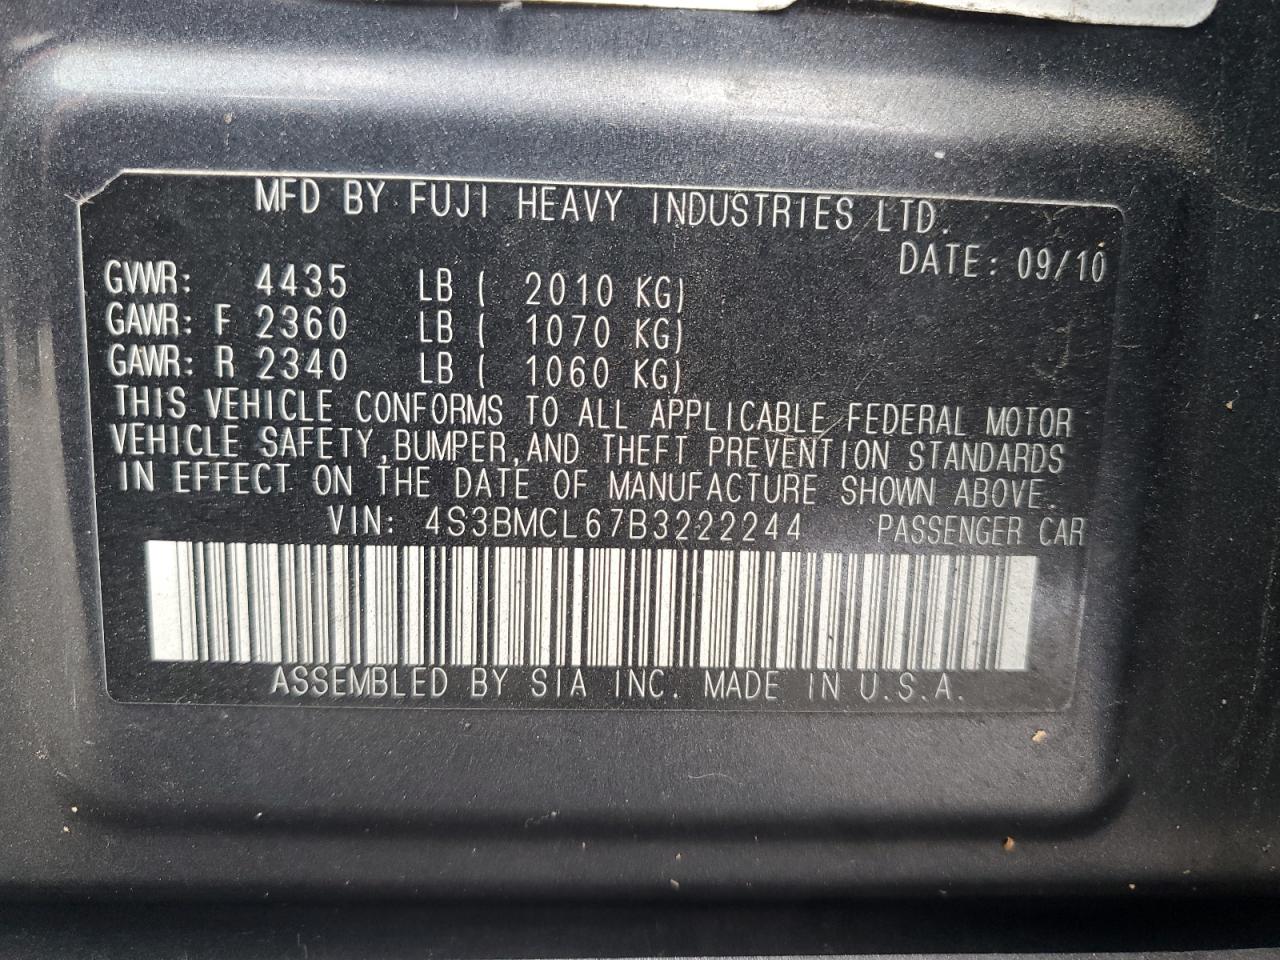 MFD BY FUJI HEAVY INDUSTRIES LTD.
DATE: 09/10
GVWR: 4435 LB ( 2010 KG)
GAWR: F 2360 LB ( 1070 KG)
GAWR: R 2340 LB ( 1060 KG)
THIS VEHICLE CONFORMS TO ALL APPLICABLE FEDERAL MOTOR
VEHICLE SAFETY,BUMPER,AND THEFT PREVENTION STANDARDS
IN EFFECT ON THE DATE OF MANUFACTURE SHOWN ABOVE.
VIN: 4S3BMCL67B3222244 PASSENGER CAR
ASSEMBLED BY SIA INC. MADE IN U.S.A.